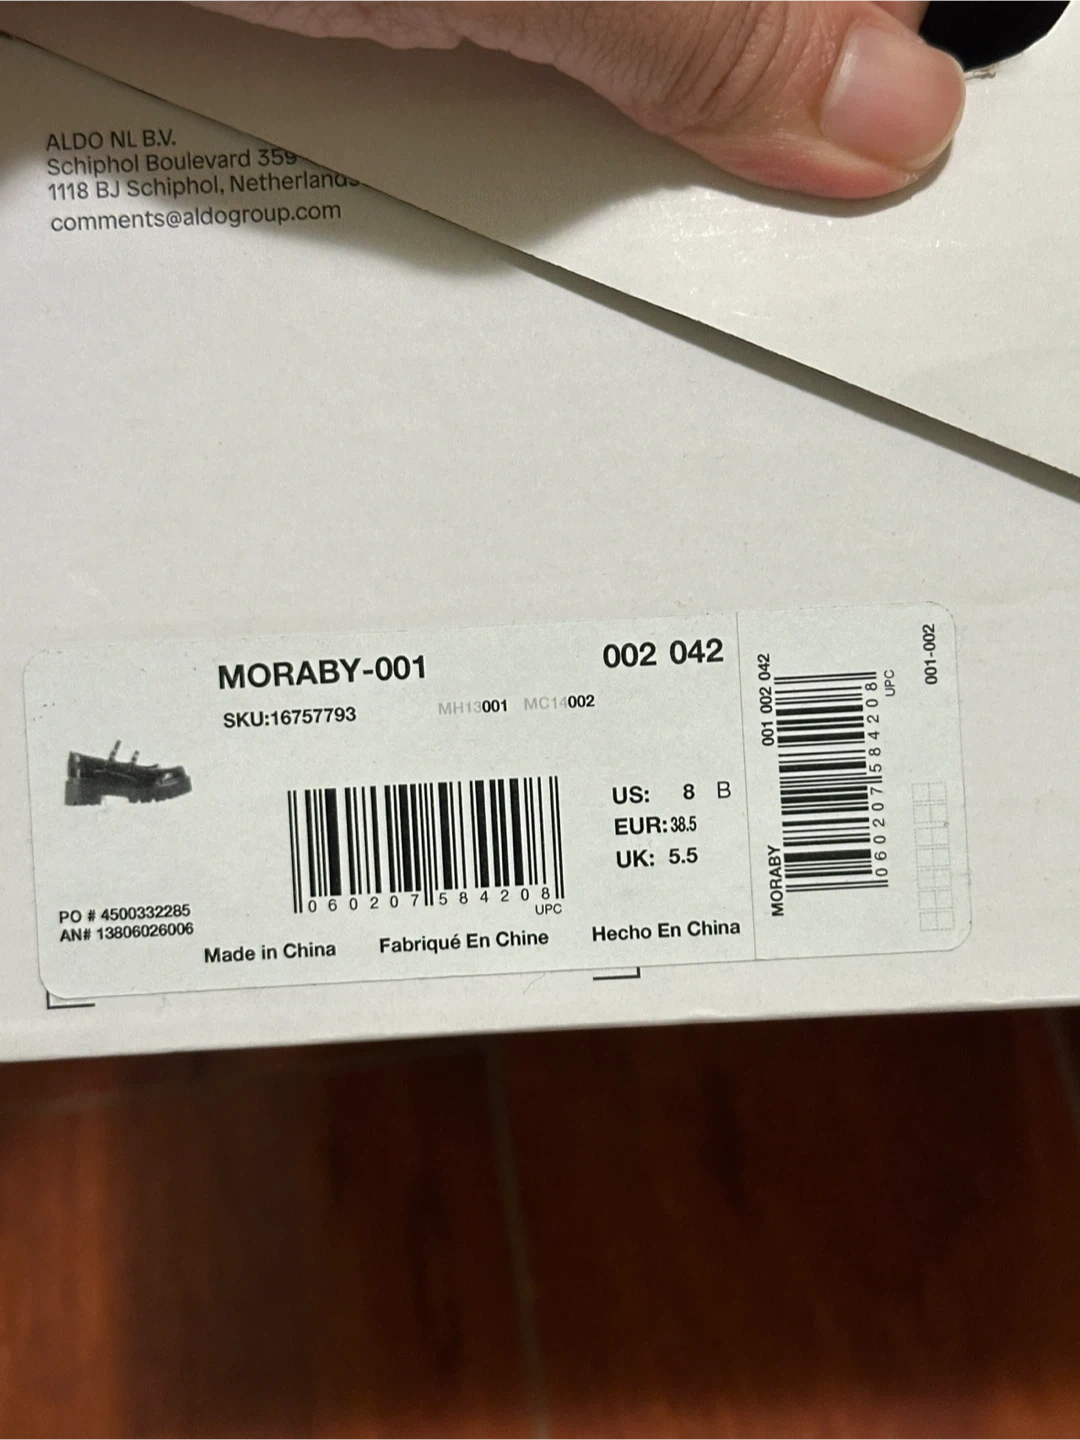 ALDO NL B.V.
Schiphol Boulevard 359
1118 BJ Schiphol, Netherlands
comments@aldogroup.com
MORABY-001
002 042
SKU:16757793
MH13001 MC14002
US: 8 B
EUR: 38.5
UK: 5.5
0 60207 58420 8
UPC
PO # 4500332285
AN# 13806026006
Made in China Fabriqué En Chine Hecho En China
MORABY 001 002 042
0 60207 58420 8
UPC
001-002